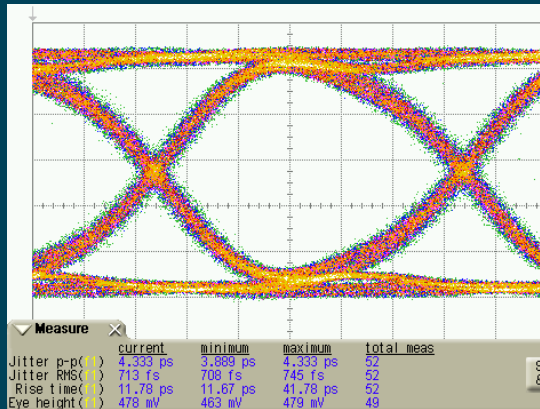 Measure
current minimum maximum total meas
Jitter p-p(f1) 4.333 ps 3.889 ps 4.333 ps 52
Jitter RMS(f1) 713 fs 708 fs 745 fs 52
Rise time(f1) 11.78 ps 11.67 ps 41.78 ps 52
Eye height(f1) 478 mV 463 mV 479 mV 49